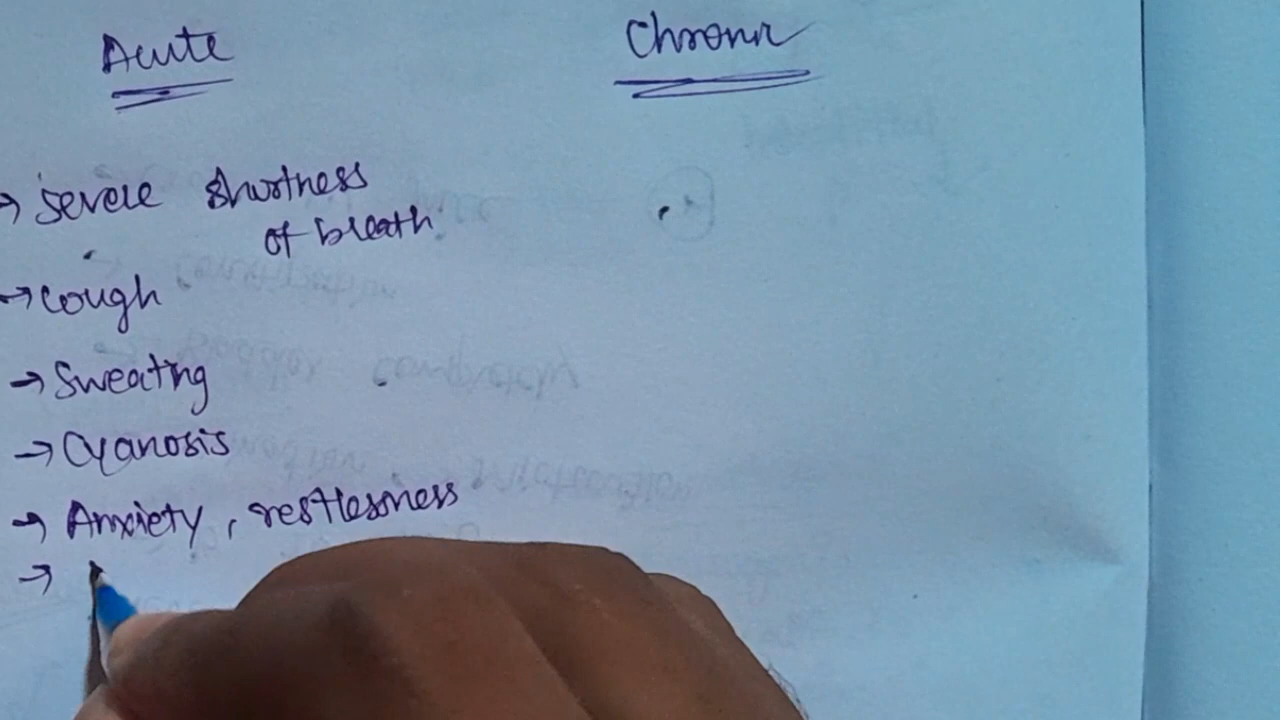 Acute
Chronic
→ Severe shortness
of breath
→ cough
→ Sweating
→ Cyanosis
→ Anxiety, restlessness
→